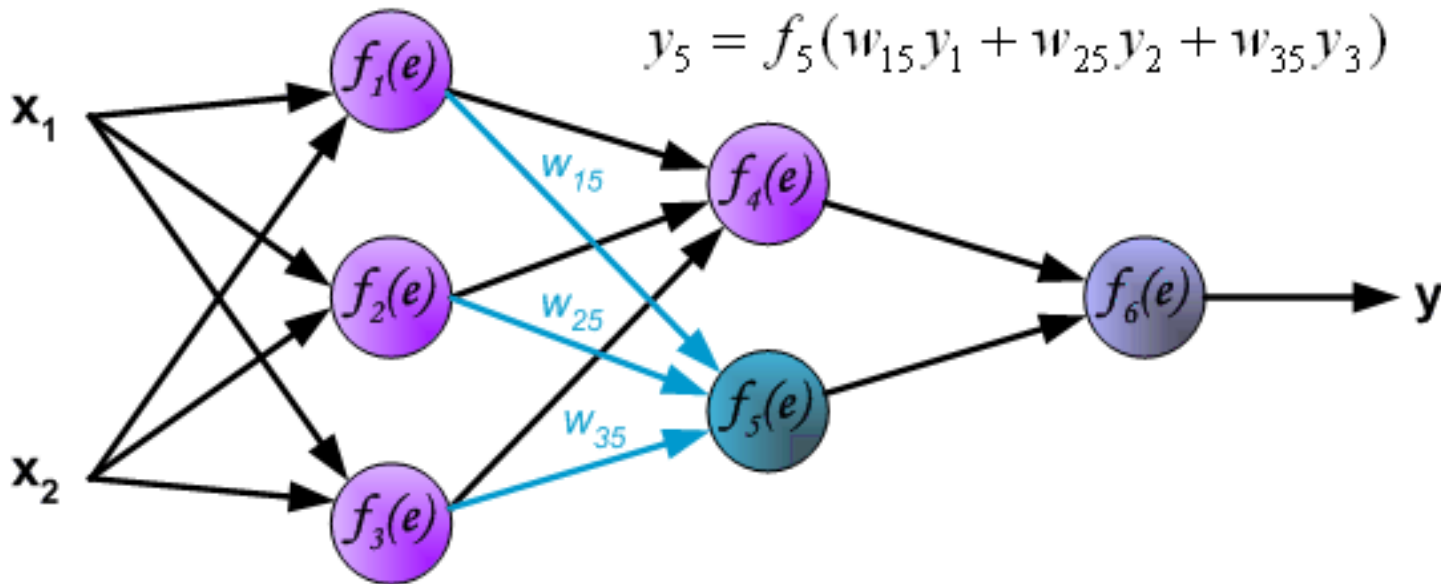 y₅ = f₅(w₁₅y₁ + w₂₅y₂ + w₃₅y₃)
f₁(e)
x₁
w₁₅
f₄(e)
f₂(e)
w₂₅
f₆(e)
y
f₅(e)
w₃₅
x₂
f₃(e)